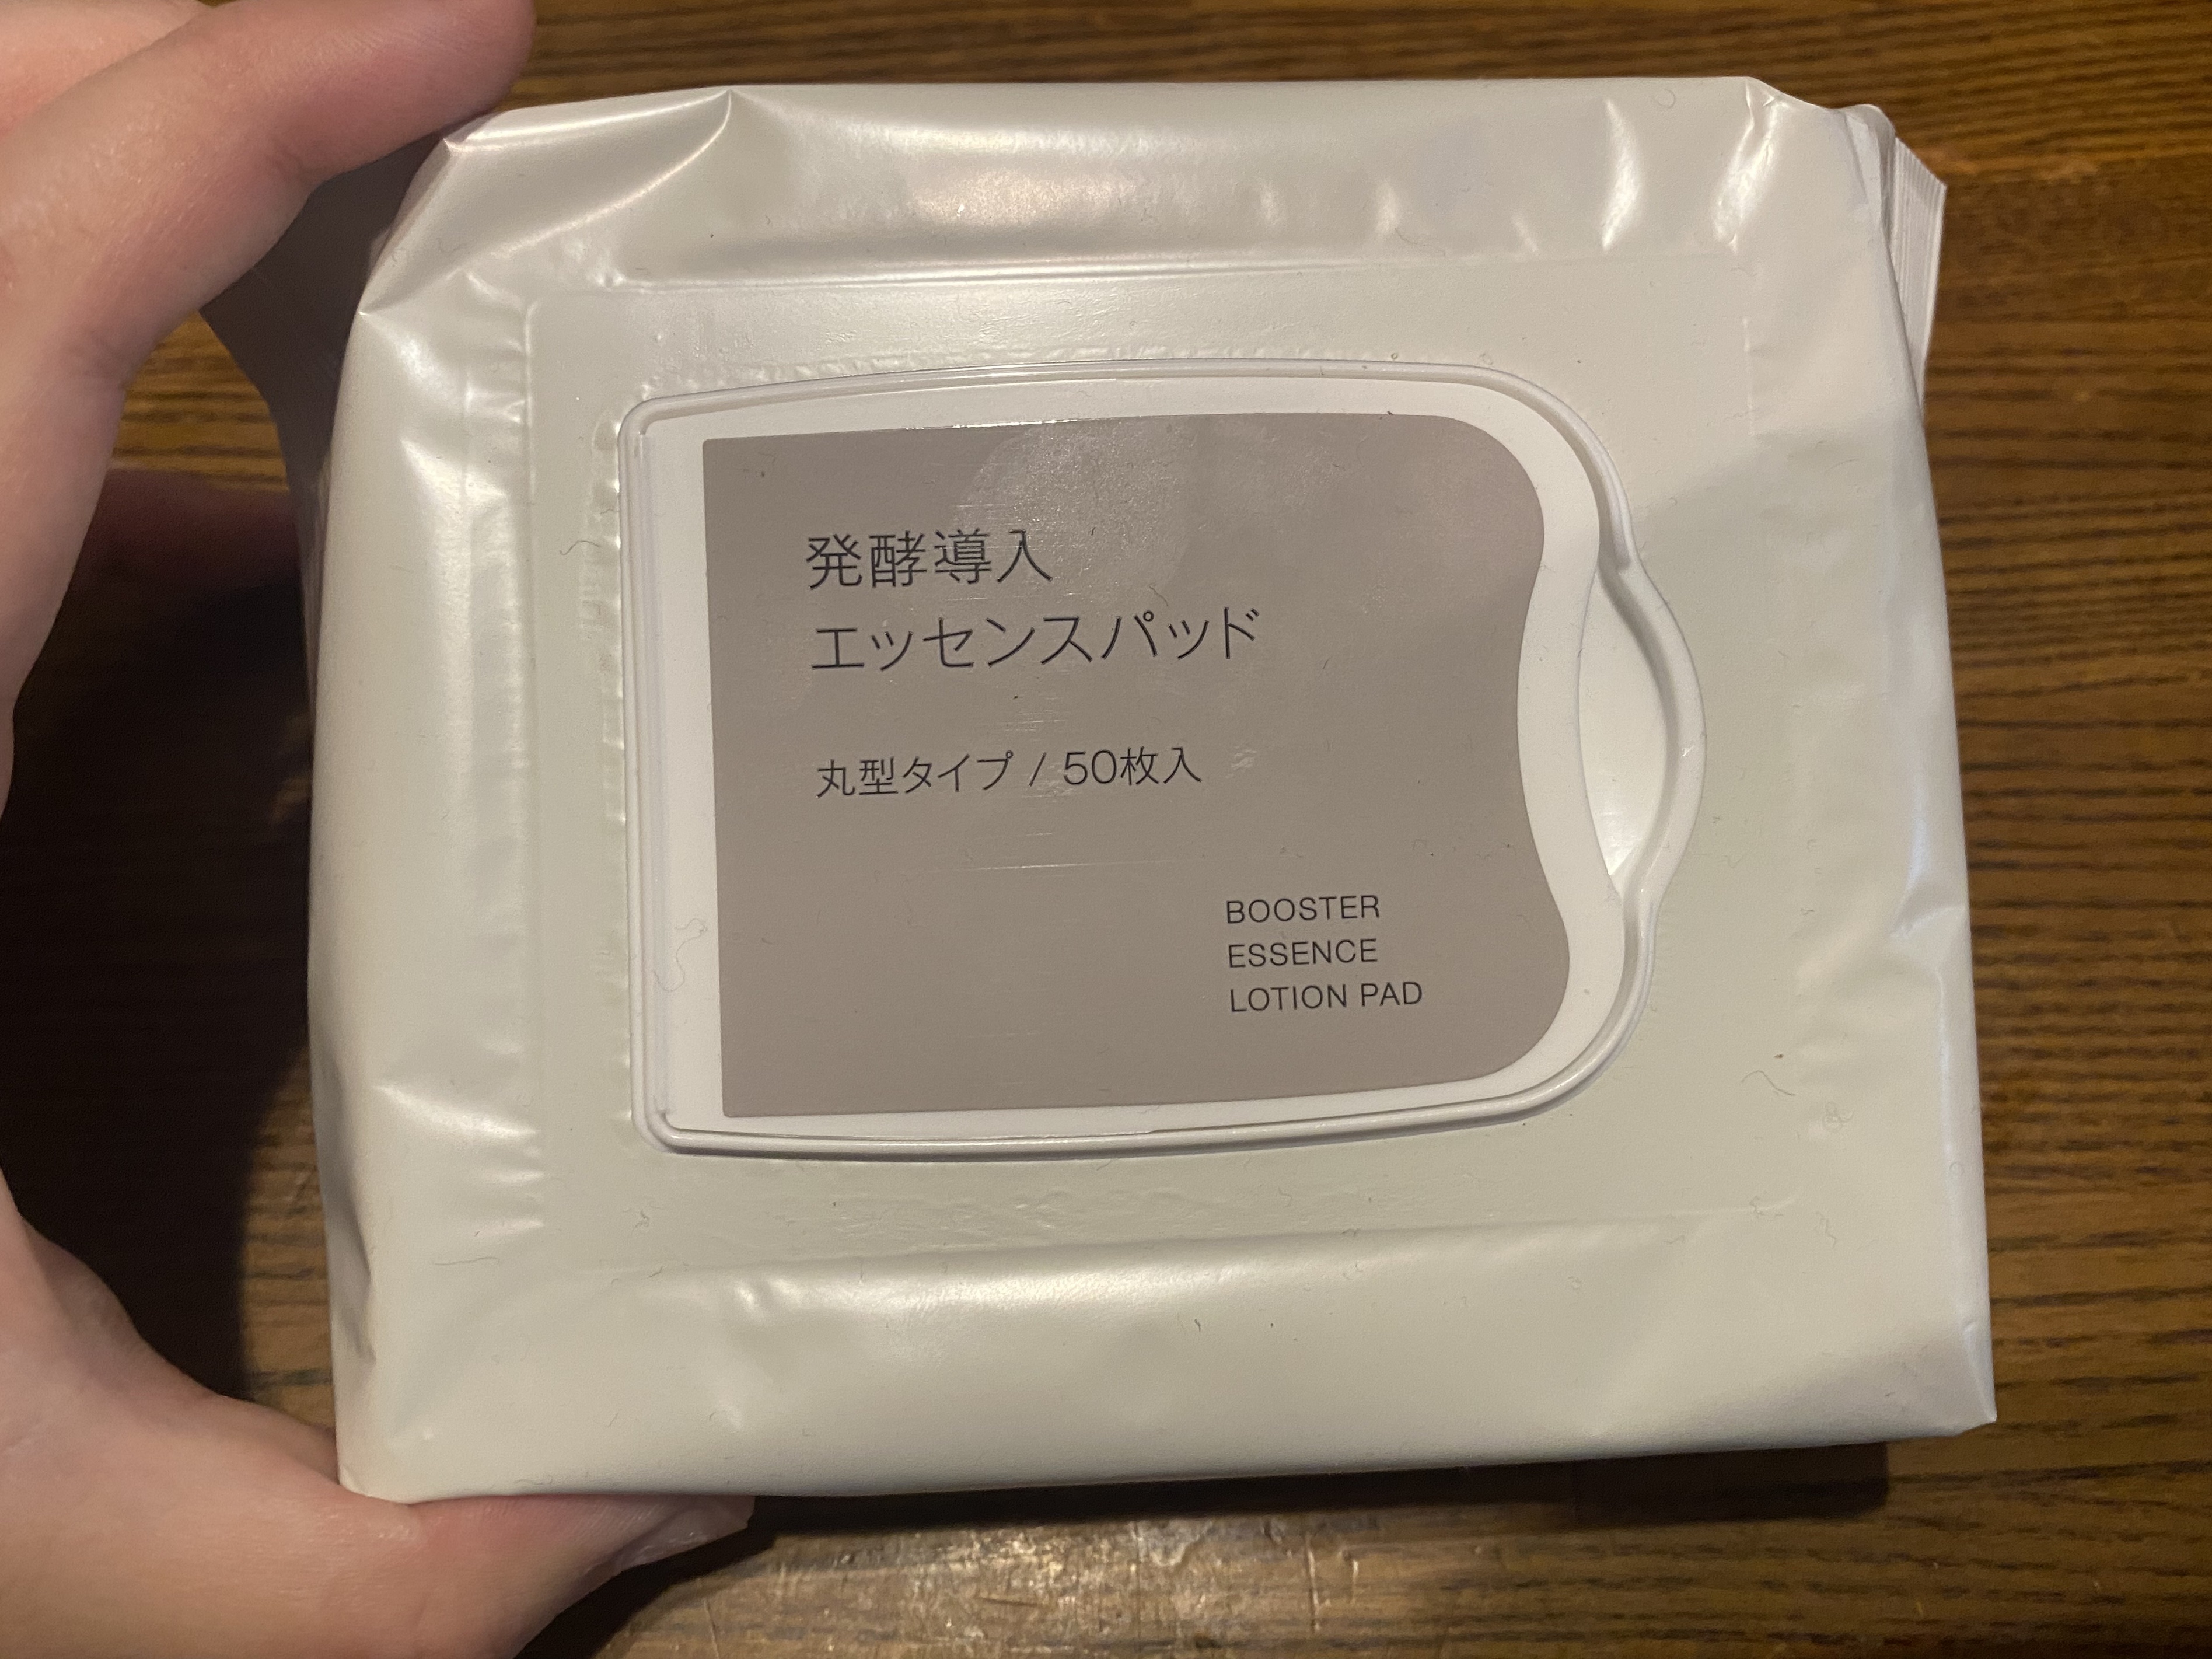 発酵導入
エッセンスパッド
丸型タイプ / 50枚入
BOOSTER
ESSENCE
LOTION PAD